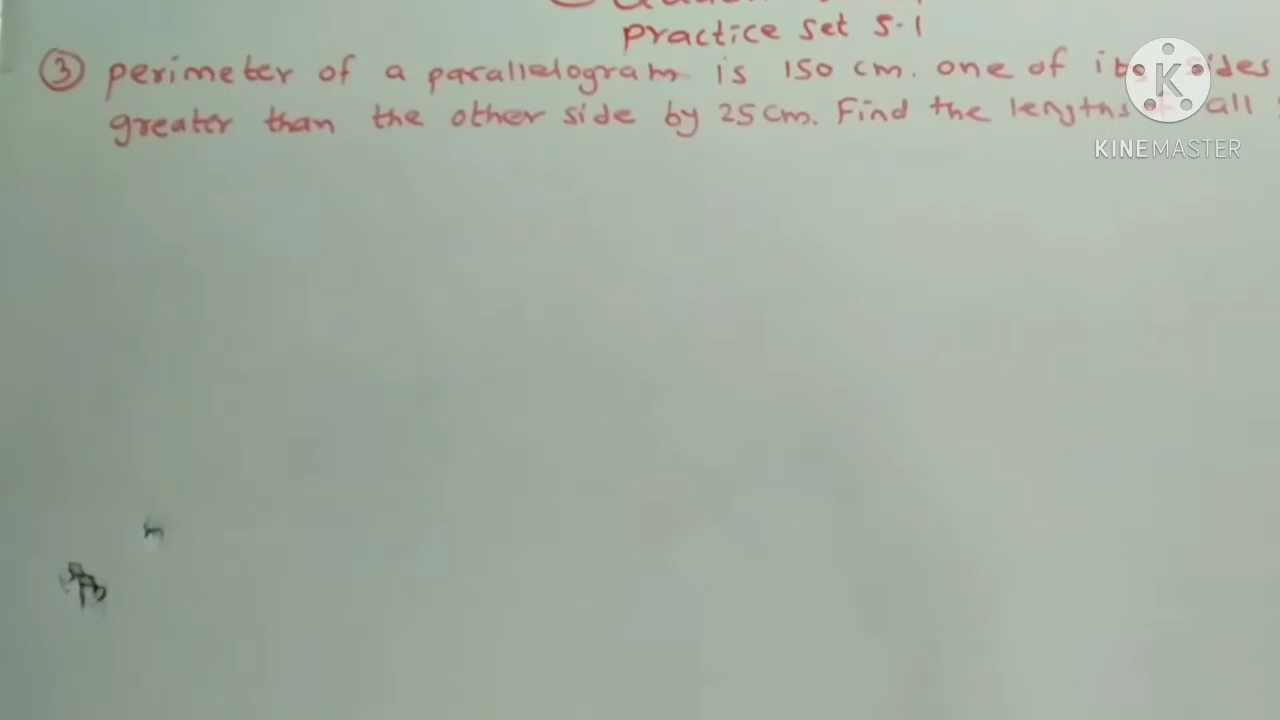 practice set 5.1
③ perimeter of a parallelogram is 150 cm. one of its sides
greater than the other side by 25 cm. Find the lengths all
K
KINEMASTER